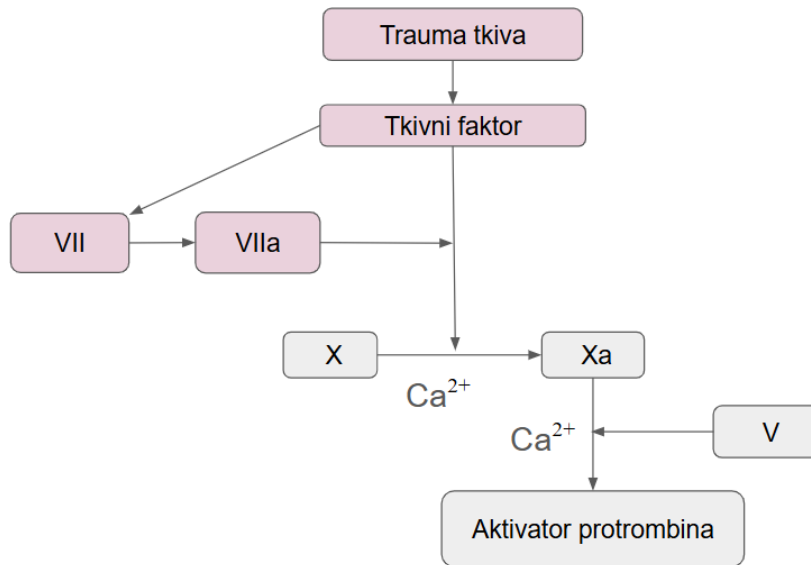 Trauma tkiva
Tkivni faktor
VII
VIIa
X
Xa
Ca²⁺
Ca²⁺
V
Aktivator protrombina